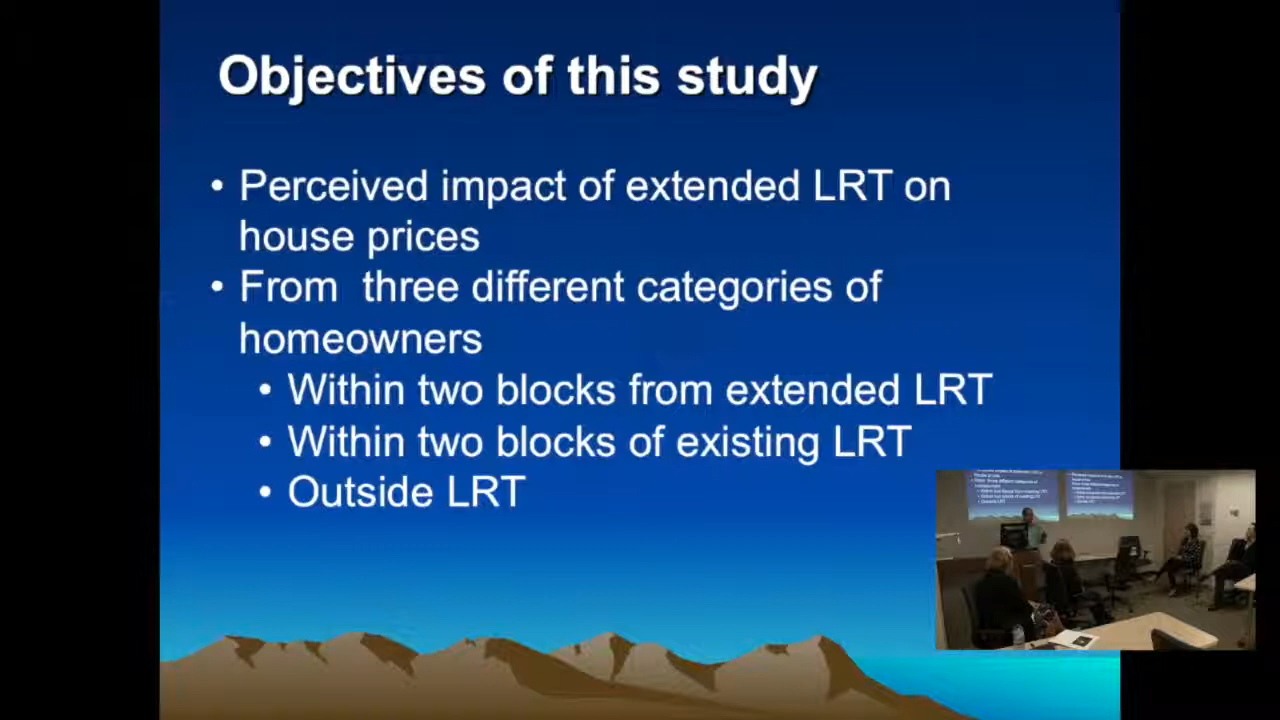 Objectives of this study
• Perceived impact of extended LRT on
house prices
• From three different categories of
homeowners
• Within two blocks from extended LRT
• Within two blocks of existing LRT
• Outside LRT